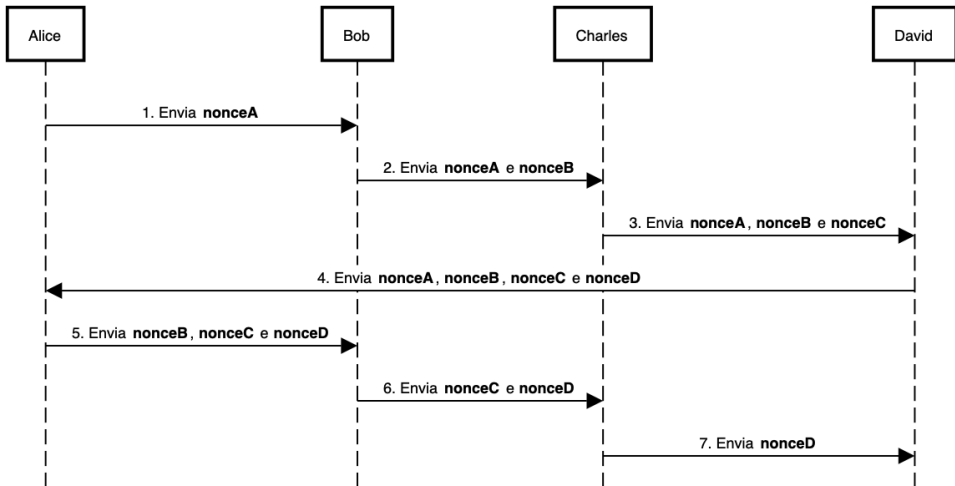 Alice
Bob
Charles
David
1. Envia nonceA
2. Envia nonceA e nonceB
3. Envia nonceA, nonceB e nonceC
4. Envia nonceA, nonceB, nonceC e nonceD
5. Envia nonceB, nonceC e nonceD
6. Envia nonceC e nonceD
7. Envia nonceD